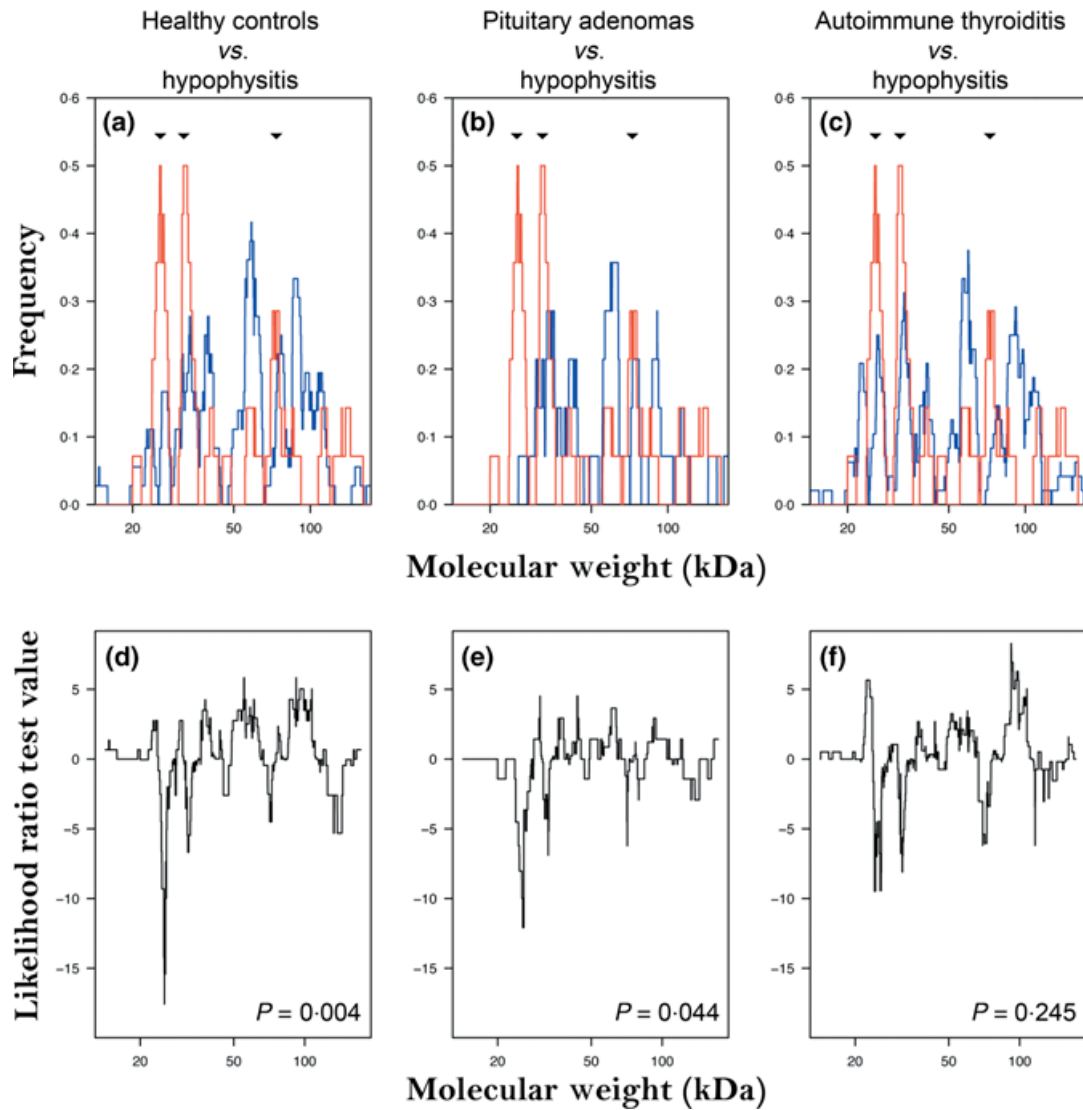 Healthy controls
vs.
hypophysitis
Pituitary adenomas
vs.
hypophysitis
Autoimmune thyroiditis
vs.
hypophysitis
Frequency
(a)
0·6
0·5
0·4
0·3
0·2
0·1
0·0
20 50 100
(b)
0·6
0·5
0·4
0·3
0·2
0·1
0·0
20 50 100
(c)
0·6
0·5
0·4
0·3
0·2
0·1
0·0
20 50 100
Molecular weight (kDa)
Likelihood ratio test value
(d)
5
0
−5
−10
−15
P = 0·004
20 50 100
(e)
5
0
−5
−10
−15
P = 0·044
20 50 100
(f)
5
0
−5
−10
−15
P = 0·245
20 50 100
Molecular weight (kDa)